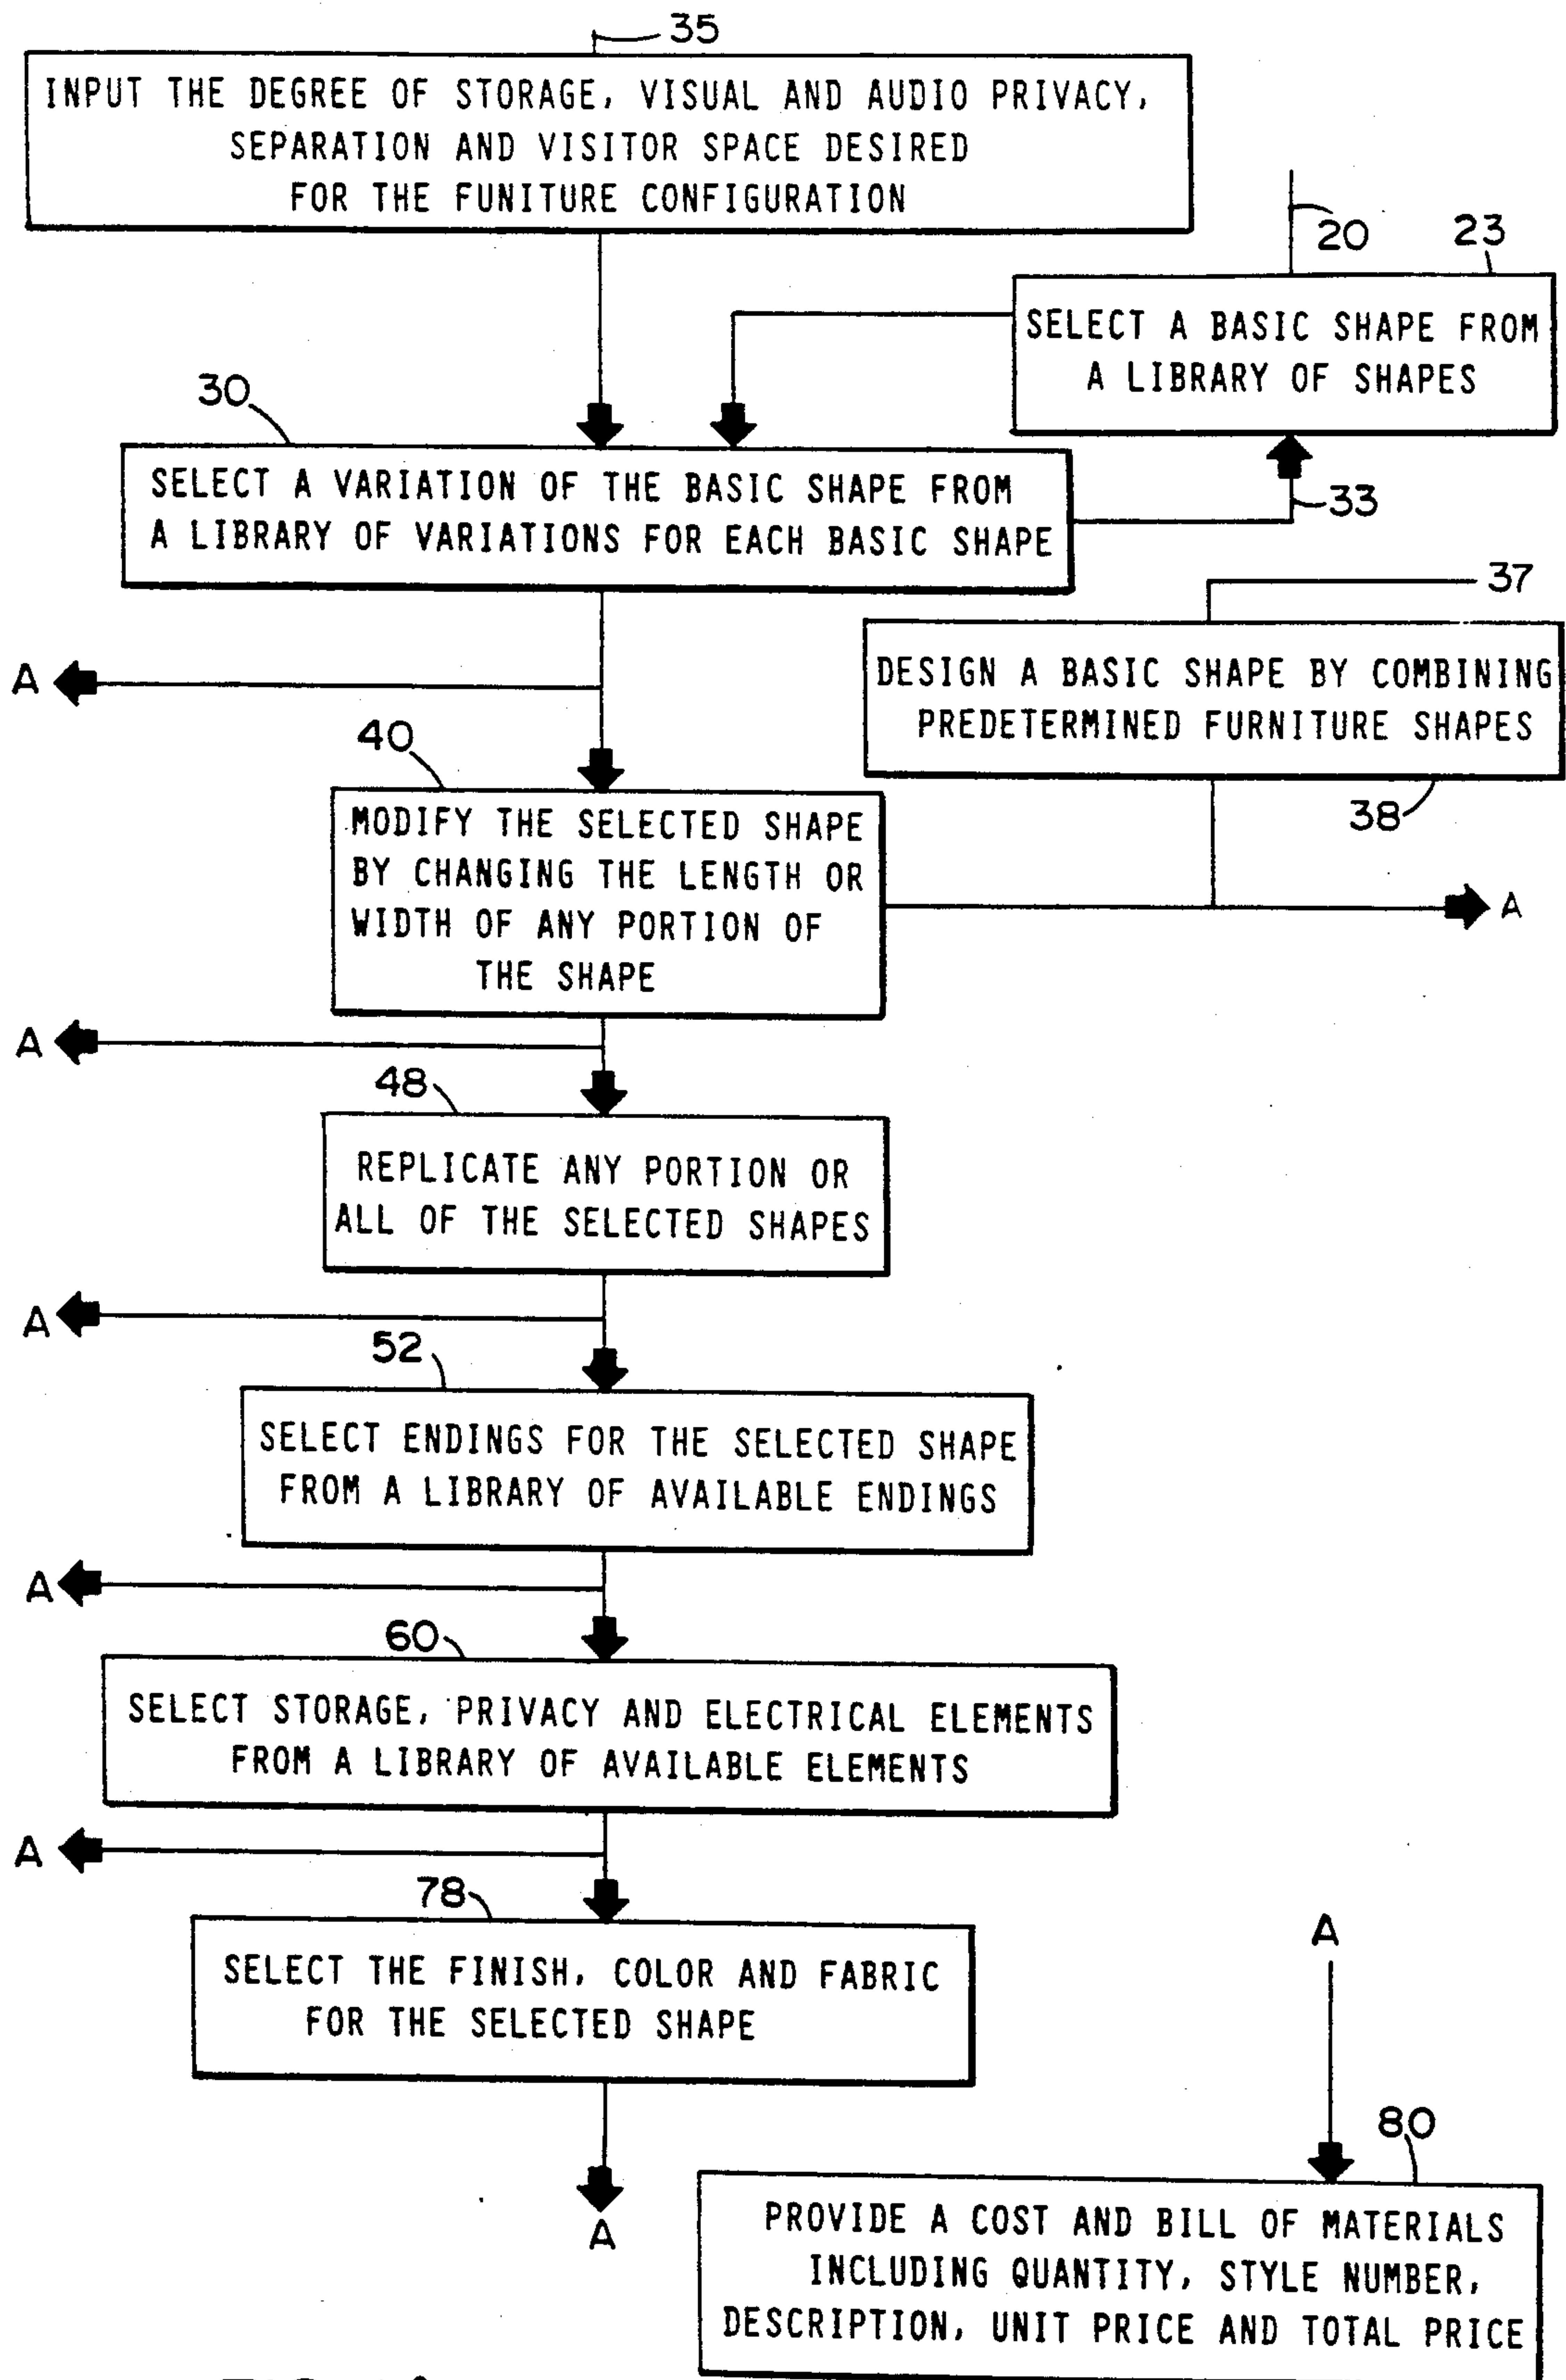 35
INPUT THE DEGREE OF STORAGE, VISUAL AND AUDIO PRIVACY,
SEPARATION AND VISITOR SPACE DESIRED
FOR THE FUNITURE CONFIGURATION
20
23
SELECT A BASIC SHAPE FROM
A LIBRARY OF SHAPES
30
SELECT A VARIATION OF THE BASIC SHAPE FROM
A LIBRARY OF VARIATIONS FOR EACH BASIC SHAPE
33
37
A
DESIGN A BASIC SHAPE BY COMBINING
PREDETERMINED FURNITURE SHAPES
38
40
MODIFY THE SELECTED SHAPE
BY CHANGING THE LENGTH OR
WIDTH OF ANY PORTION OF
THE SHAPE
A
A
48
REPLICATE ANY PORTION OR
ALL OF THE SELECTED SHAPES
A
52
SELECT ENDINGS FOR THE SELECTED SHAPE
FROM A LIBRARY OF AVAILABLE ENDINGS
A
60
SELECT STORAGE, PRIVACY AND ELECTRICAL ELEMENTS
FROM A LIBRARY OF AVAILABLE ELEMENTS
A
78
SELECT THE FINISH, COLOR AND FABRIC
FOR THE SELECTED SHAPE
A
A
80
PROVIDE A COST AND BILL OF MATERIALS
INCLUDING QUANTITY, STYLE NUMBER,
DESCRIPTION, UNIT PRICE AND TOTAL PRICE